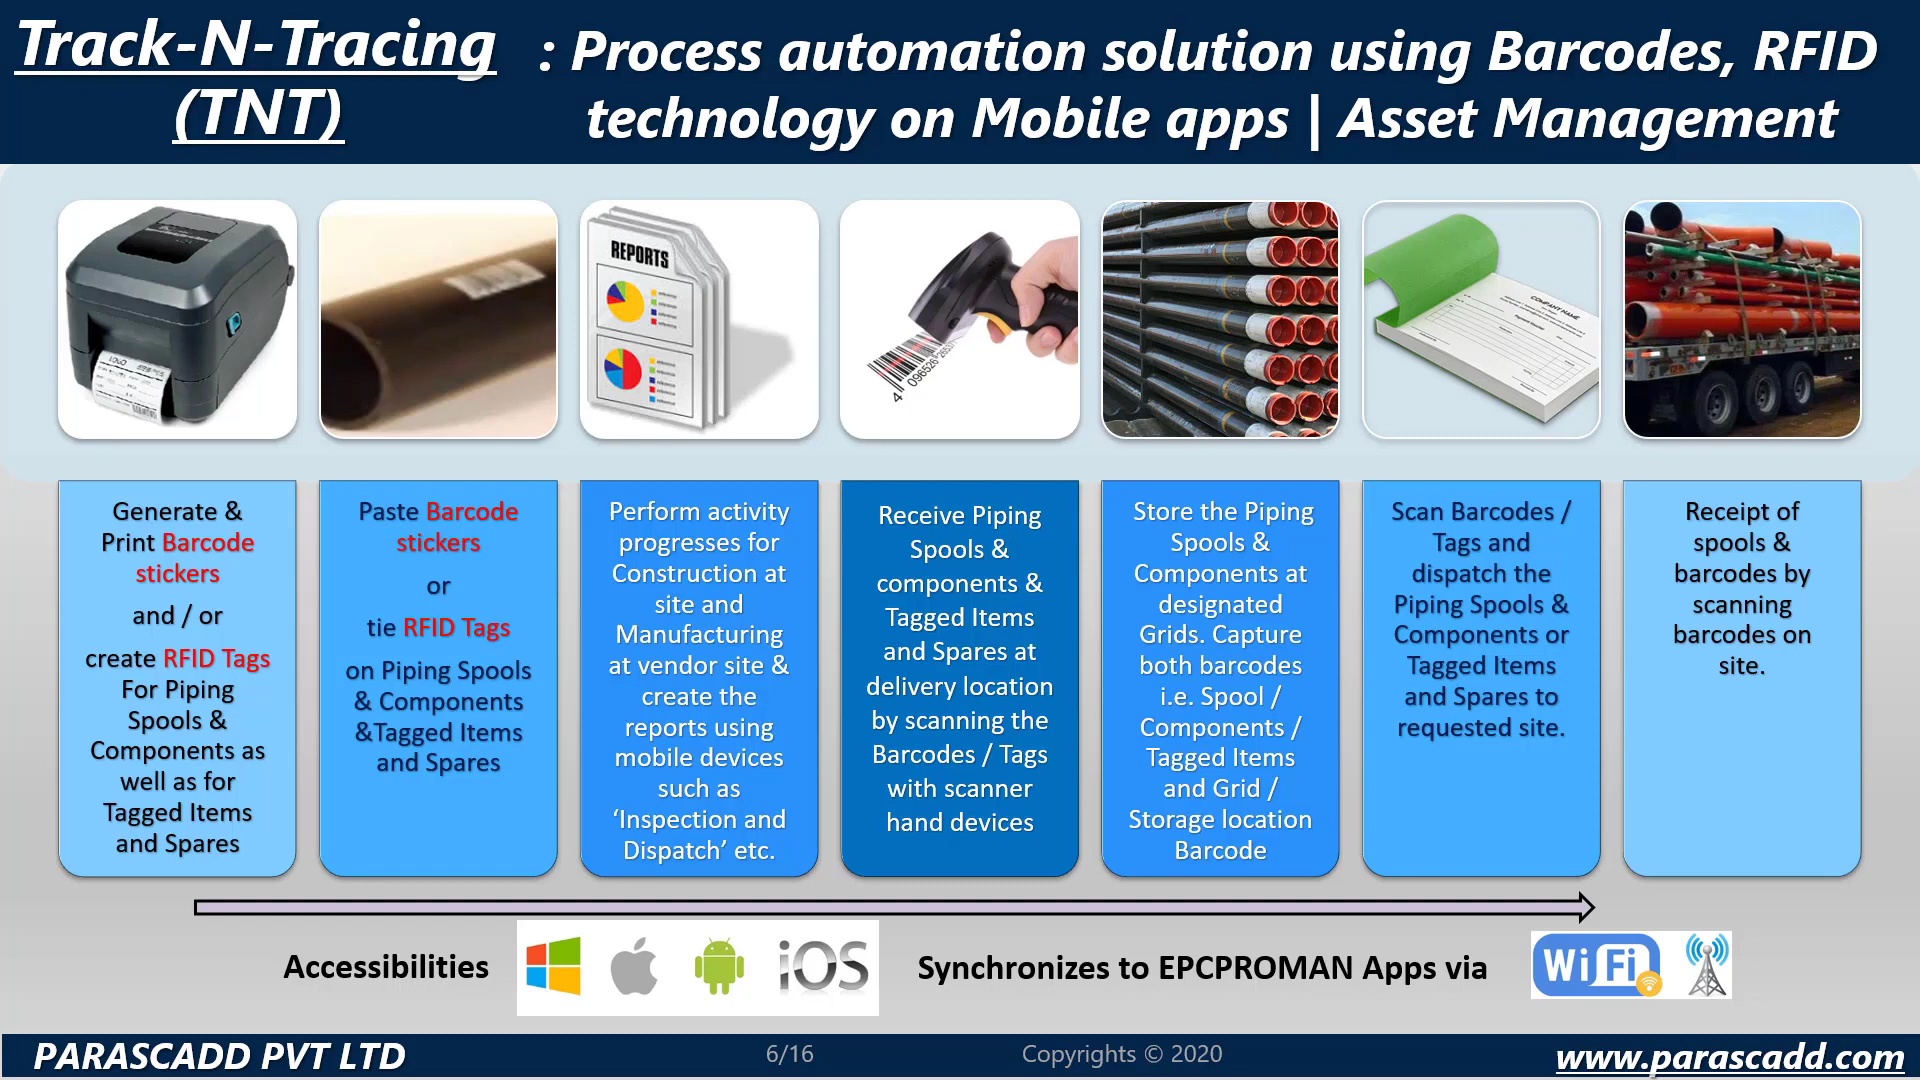 Track-N-Tracing
(TNT)
: Process automation solution using Barcodes, RFID
technology on Mobile apps | Asset Management
REPORTS
COMPANY NAME
Generate &
Print Barcode
stickers
and / or
create RFID Tags
For Piping
Spools &
Components as
well as for
Tagged Items
and Spares
Paste Barcode
stickers
or
tie RFID Tags
on Piping Spools
& Components
&Tagged Items
and Spares
Perform activity
progresses for
Construction at
site and
Manufacturing
at vendor site &
create the
reports using
mobile devices
such as
‘Inspection and
Dispatch’ etc.
Receive Piping
Spools &
components &
Tagged Items
and Spares at
delivery location
by scanning the
Barcodes / Tags
with scanner
hand devices
Store the Piping
Spools &
Components at
designated
Grids. Capture
both barcodes
i.e. Spool /
Components /
Tagged Items
and Grid /
Storage location
Barcode
Scan Barcodes /
Tags and
dispatch the
Piping Spools &
Components or
Tagged Items
and Spares to
requested site.
Receipt of
spools &
barcodes by
scanning
barcodes on
site.
Accessibilities
iOS
Synchronizes to EPCPROMAN Apps via
WiFi
PARASCADD PVT LTD
6/16
Copyrights © 2020
www.parascadd.com